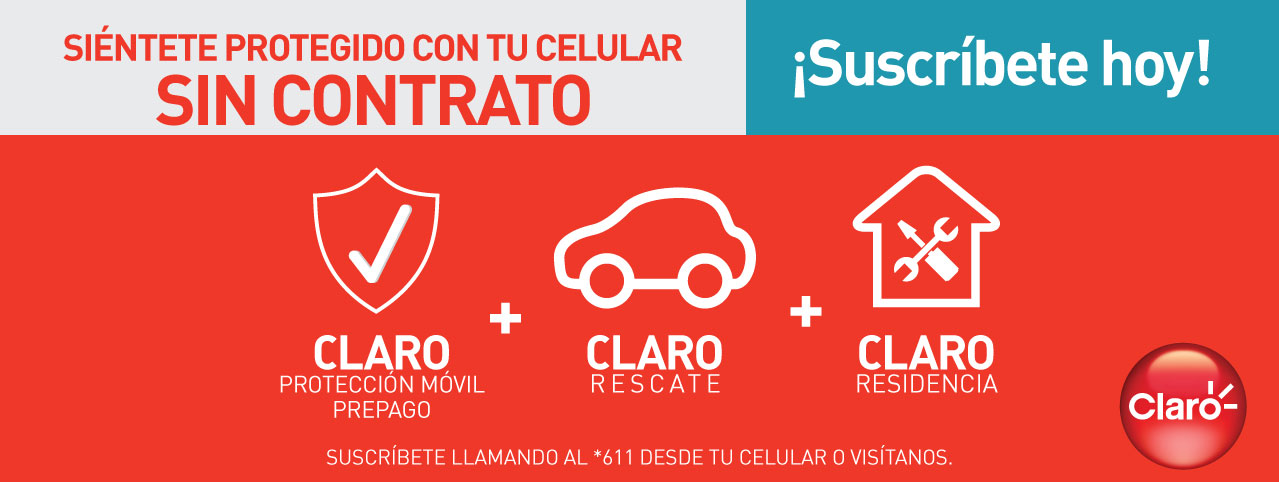 SIÉNTETE PROTEGIDO CON TU CELULAR
SIN CONTRATO
¡Suscríbete hoy!
CLARO
PROTECCIÓN MÓVIL
PREPAGO
+
CLARO
RESCATE
+
CLARO
RESIDENCIA
Claro
SUSCRÍBETE LLAMANDO AL *611 DESDE TU CELULAR O VISÍTANOS.